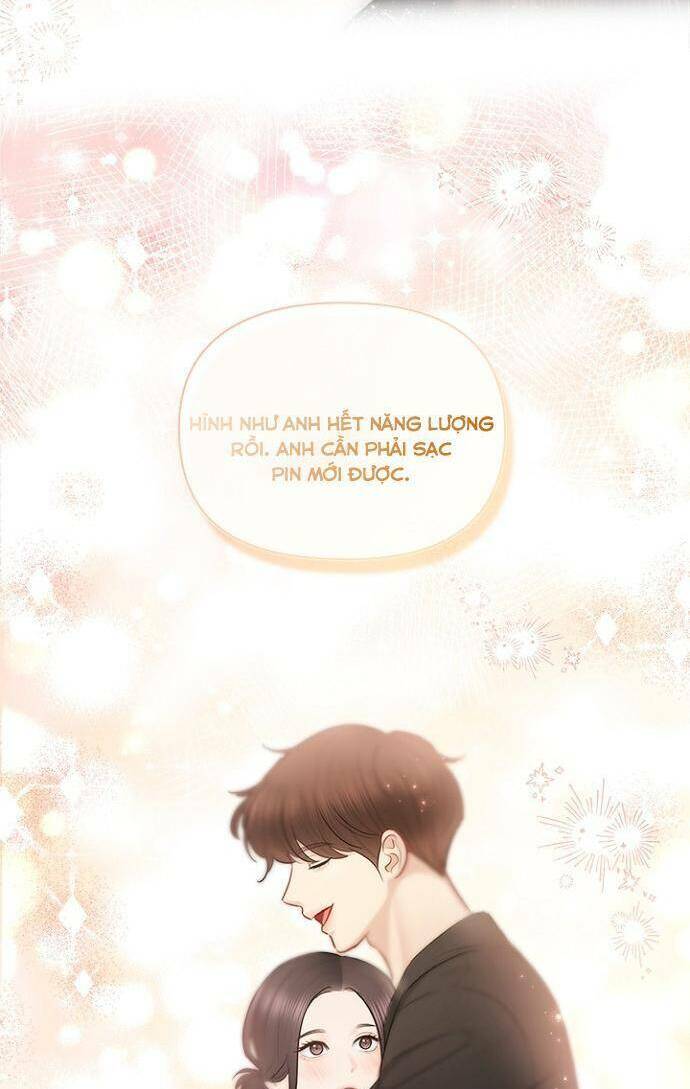 HÌNH NHƯ ANH HẾT NĂNG LƯỢNG
RỒI. ANH CẦN PHẢI SẠC
PIN MỚI ĐƯỢC.